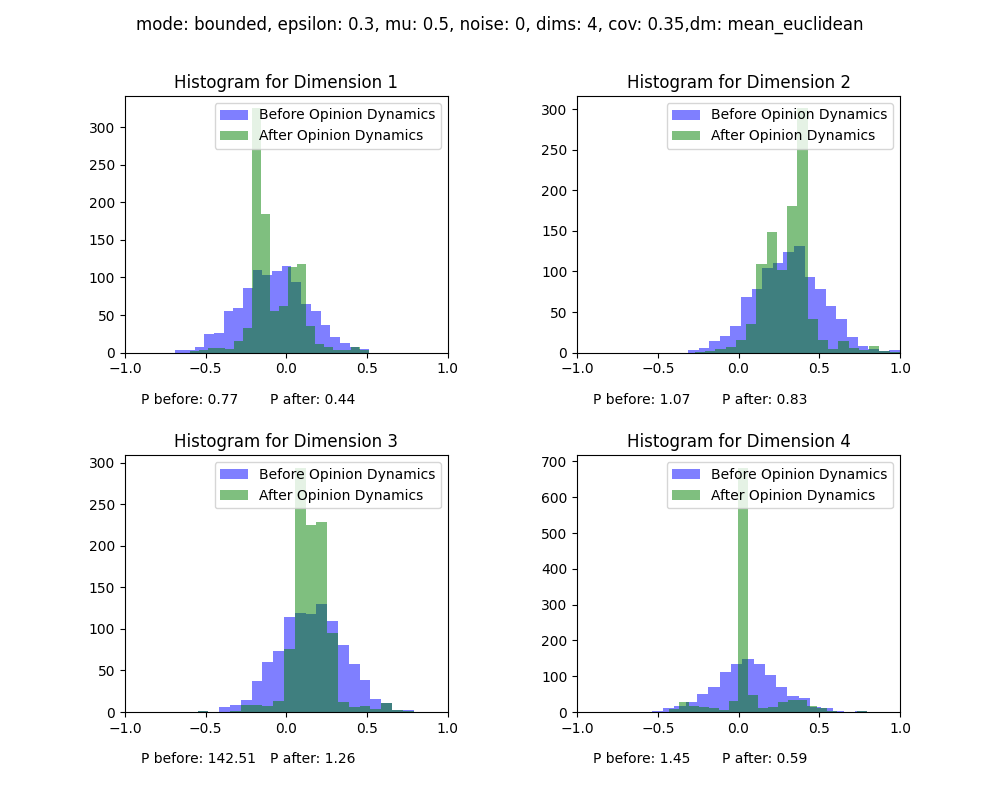 mode: bounded, epsilon: 0.3, mu: 0.5, noise: 0, dims: 4, cov: 0.35,dm: mean_euclidean
Histogram for Dimension 1
Before Opinion Dynamics
After Opinion Dynamics
300
250
200
150
100
50
0
−1.0 −0.5 0.0 0.5 1.0
P before: 0.77 P after: 0.44
Histogram for Dimension 2
Before Opinion Dynamics
After Opinion Dynamics
300
250
200
150
100
50
0
−1.0 −0.5 0.0 0.5 1.0
P before: 1.07 P after: 0.83
Histogram for Dimension 3
Before Opinion Dynamics
After Opinion Dynamics
300
250
200
150
100
50
0
−1.0 −0.5 0.0 0.5 1.0
P before: 142.51 P after: 1.26
Histogram for Dimension 4
Before Opinion Dynamics
After Opinion Dynamics
700
600
500
400
300
200
100
0
−1.0 −0.5 0.0 0.5 1.0
P before: 1.45 P after: 0.59